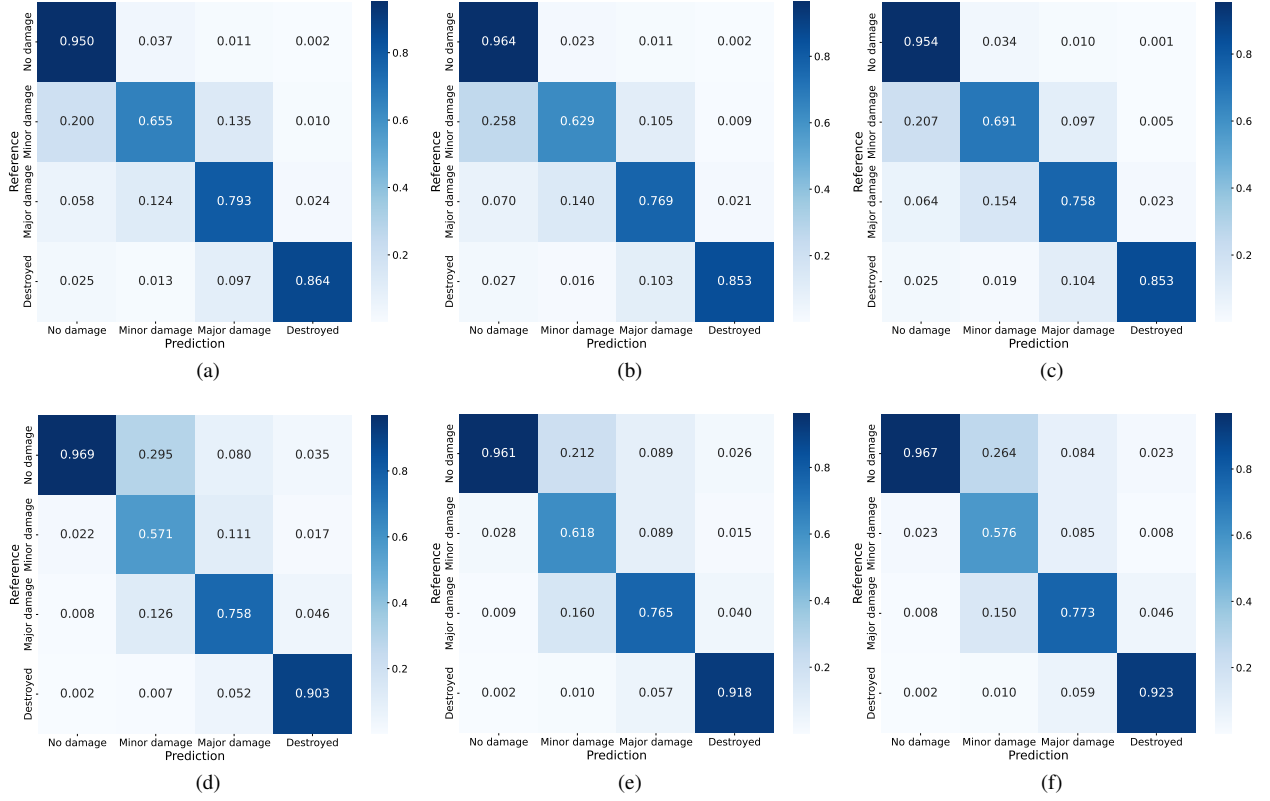 No damage 0.950 0.037 0.011 0.002
Minor damage 0.200 0.655 0.135 0.010
Major damage 0.058 0.124 0.793 0.024
Destroyed 0.025 0.013 0.097 0.864
Reference
No damage Minor damage Major damage Destroyed
Prediction
0.8
0.6
0.4
0.2
(a)
No damage 0.964 0.023 0.011 0.002
Minor damage 0.258 0.629 0.105 0.009
Major damage 0.070 0.140 0.769 0.021
Destroyed 0.027 0.016 0.103 0.853
Reference
No damage Minor damage Major damage Destroyed
Prediction
0.8
0.6
0.4
0.2
(b)
No damage 0.954 0.034 0.010 0.001
Minor damage 0.207 0.691 0.097 0.005
Major damage 0.064 0.154 0.758 0.023
Destroyed 0.025 0.019 0.104 0.853
Reference
No damage Minor damage Major damage Destroyed
Prediction
0.8
0.6
0.4
0.2
(c)
No damage 0.969 0.295 0.080 0.035
Minor damage 0.022 0.571 0.111 0.017
Major damage 0.008 0.126 0.758 0.046
Destroyed 0.002 0.007 0.052 0.903
Reference
No damage Minor damage Major damage Destroyed
Prediction
0.8
0.6
0.4
0.2
(d)
No damage 0.961 0.212 0.089 0.026
Minor damage 0.028 0.618 0.089 0.015
Major damage 0.009 0.160 0.765 0.040
Destroyed 0.002 0.010 0.057 0.918
Reference
No damage Minor damage Major damage Destroyed
Prediction
0.8
0.6
0.4
0.2
(e)
No damage 0.967 0.264 0.084 0.023
Minor damage 0.023 0.576 0.085 0.008
Major damage 0.008 0.150 0.773 0.046
Destroyed 0.002 0.010 0.059 0.923
Reference
No damage Minor damage Major damage Destroyed
Prediction
0.8
0.6
0.4
0.2
(f)